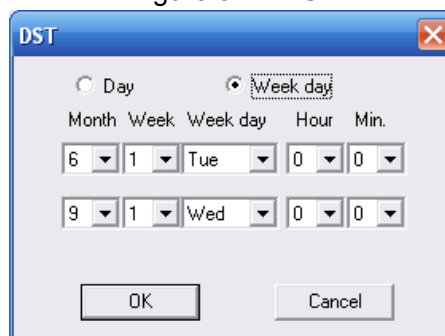 DST
Day Week day
Month Week Week day Hour Min.
6 1 Tue 0 0
9 1 Wed 0 0
OK Cancel